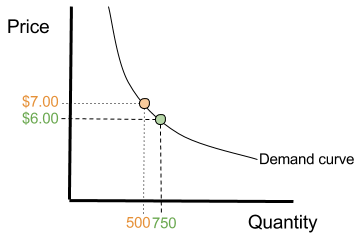 Price
$7.00
$6.00
Demand curve
500 750
Quantity